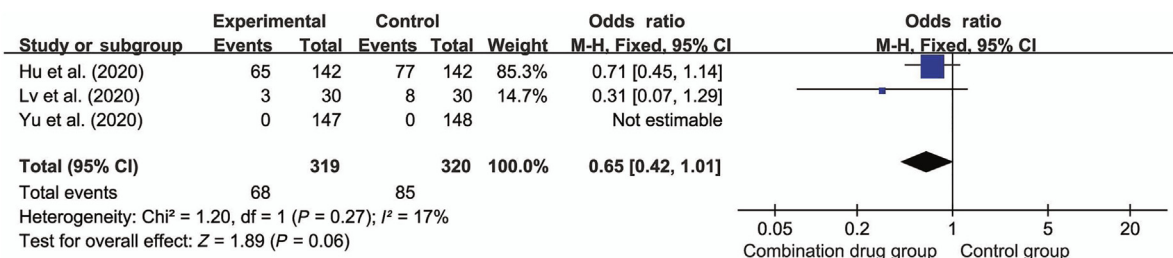 Experimental Control Odds ratio Odds ratio
Study or subgroup Events Total Events Total Weight M-H, Fixed, 95% CI M-H, Fixed, 95% CI
Hu et al. (2020) 65 142 77 142 85.3% 0.71 [0.45, 1.14]
Lv et al. (2020) 3 30 8 30 14.7% 0.31 [0.07, 1.29]
Yu et al. (2020) 0 147 0 148 Not estimable
Total (95% CI) 319 320 100.0% 0.65 [0.42, 1.01]
Total events 68 85
Heterogeneity: Chi² = 1.20, df = 1 (P = 0.27); I² = 17%
Test for overall effect: Z = 1.89 (P = 0.06)
0.05 0.2 1 5 20
Combination drug group Control group